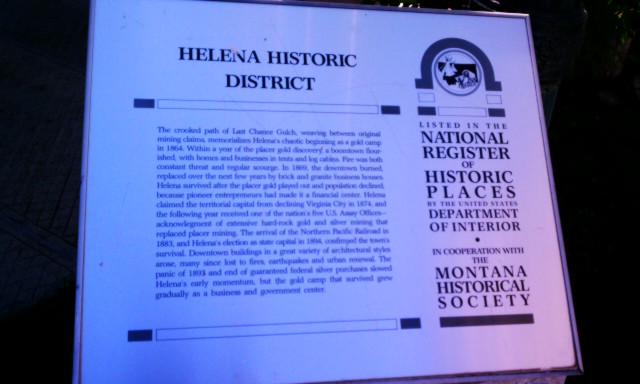 HELENA HISTORIC
DISTRICT
The crooked path of Last Chance Gulch, weaving between original
mining claims, memorializes Helena's chaotic beginning as a gold camp
in 1864. Within a year of the placer gold discovery, a boomtown flour-
ished, with homes and businesses in tents and log cabins. Fire was both
constant threat and regular scourge. In 1869, the downtown burned,
replaced over the next few years by brick and granite business houses.
Helena survived after the placer gold played out and population declined,
because pioneer entrepreneurs had made it a financial center. Helena
claimed the territorial capital from declining Virginia City in 1874, and
the following year received one of the nation's five U.S. Assay Offices—
acknowlegment of extensive hard-rock gold and silver mining that
replaced placer mining. The arrival of the Northern Pacific Railroad in
1883, and Helena's election as state capital in 1894, confirmed the town's
survival. Downtown buildings in a great variety of architectural styles
arose, many since lost to fires, earthquakes and urban renewal. The
panic of 1893 and end of guaranteed federal silver purchases slowed
Helena's early momentum, but the gold camp that survived grew
gradually as a business and government center.
LISTED IN THE
NATIONAL
REGISTER
OF
HISTORIC
PLACES
BY THE UNITED STATES
DEPARTMENT
OF INTERIOR
•
IN COOPERATION WITH
THE
MONTANA
HISTORICAL
SOCIETY